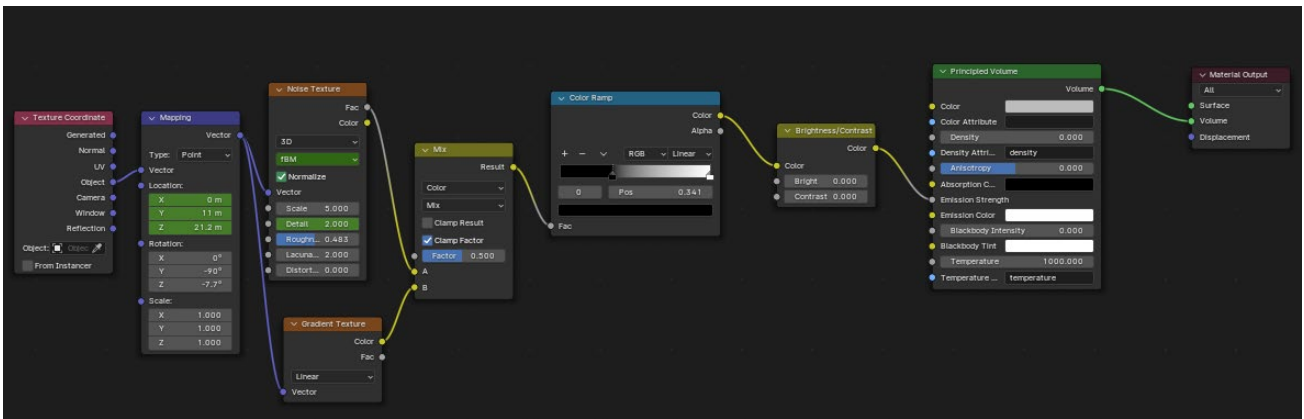 Texture Coordinate
Generated
Normal
UV
Object
Camera
Window
Reflection
Object: Objec
From Instancer
Mapping
Vector
Type: Point
Vector
Location:
X 0 m
Y 11 m
Z 21.2 m
Rotation:
X 0°
Y -90°
Z -7.7°
Scale:
X 1.000
Y 1.000
Z 1.000
Noise Texture
Fac
Color
3D
fBM
Normalize
Vector
Scale 5.000
Detail 2.000
Roughn... 0.483
Lacuna... 2.000
Distort... 0.000
Gradient Texture
Color
Fac
Linear
Vector
Mix
Result
Color
Mix
Clamp Result
Clamp Factor
Factor 0.500
A
B
Color Ramp
Color
Alpha
+ − RGB Linear
0 Pos 0.341
Fac
Brightness/Contrast
Color
Color
Bright 0.000
Contrast 0.000
Principled Volume
Volume
Color
Color Attribute
Density 0.000
Density Attri... density
Anisotropy 0.000
Absorption C...
Emission Strength
Emission Color
Blackbody Intensity 0.000
Blackbody Tint
Temperature 1000.000
Temperature ... temperature
Material Output
All
Surface
Volume
Displacement